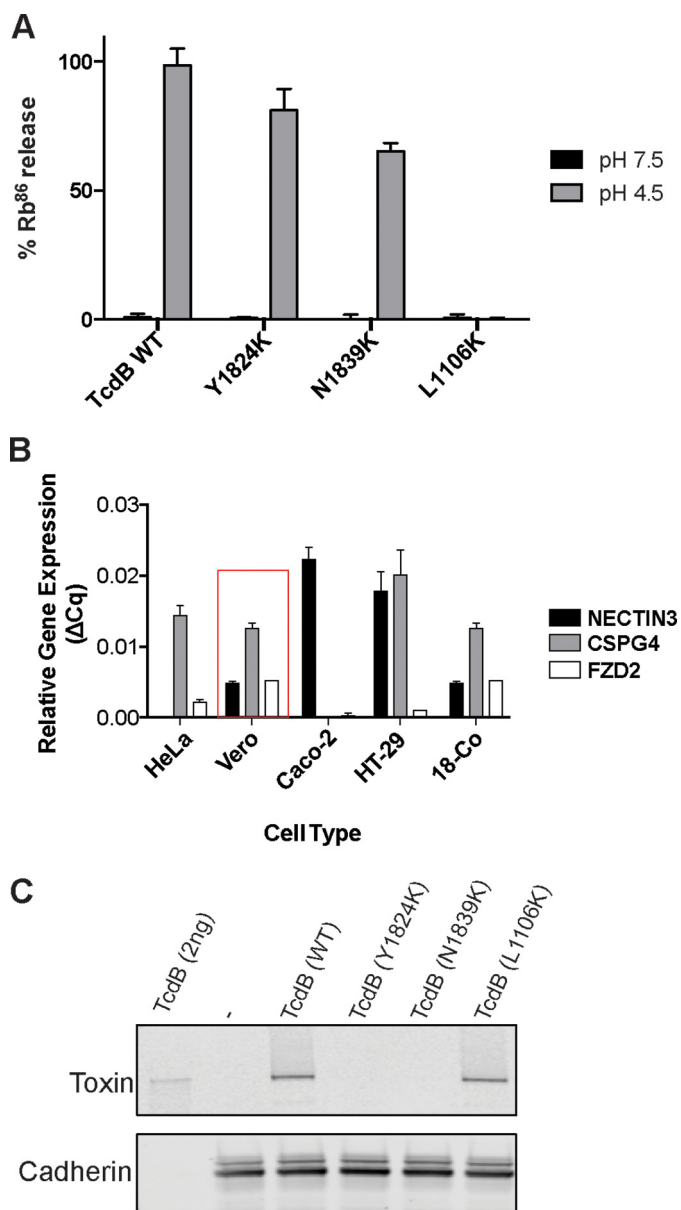 A
% Rb⁸⁶ release
100
50
0
TcdB WT
Y1824K
N1839K
L1106K
pH 7.5
pH 4.5
B
Relative Gene Expression
(ΔCq)
0.03
0.02
0.01
0.00
HeLa
Vero
Caco-2
HT-29
18-Co
Cell Type
NECTIN3
CSPG4
FZD2
C
TcdB (2ng)
-
TcdB (WT)
TcdB (Y1824K)
TcdB (N1839K)
TcdB (L1106K)
Toxin
Cadherin